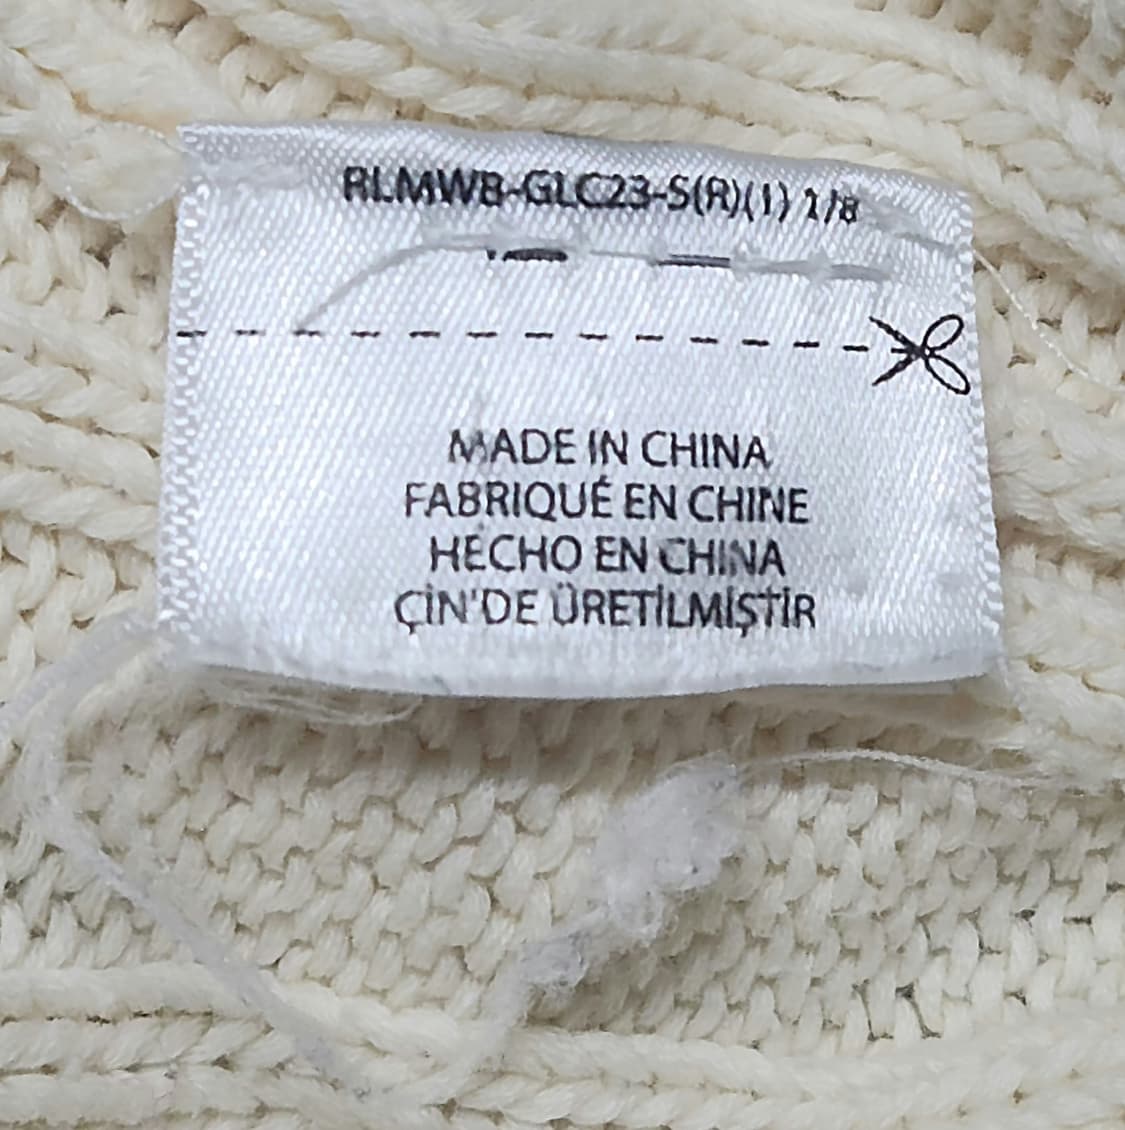 RLMWB-GLC23-S(R)(1) 1/8
MADE IN CHINA
FABRIQUÉ EN CHINE
HECHO EN CHINA
ÇİN'DE ÜRETİLMİŞTİR